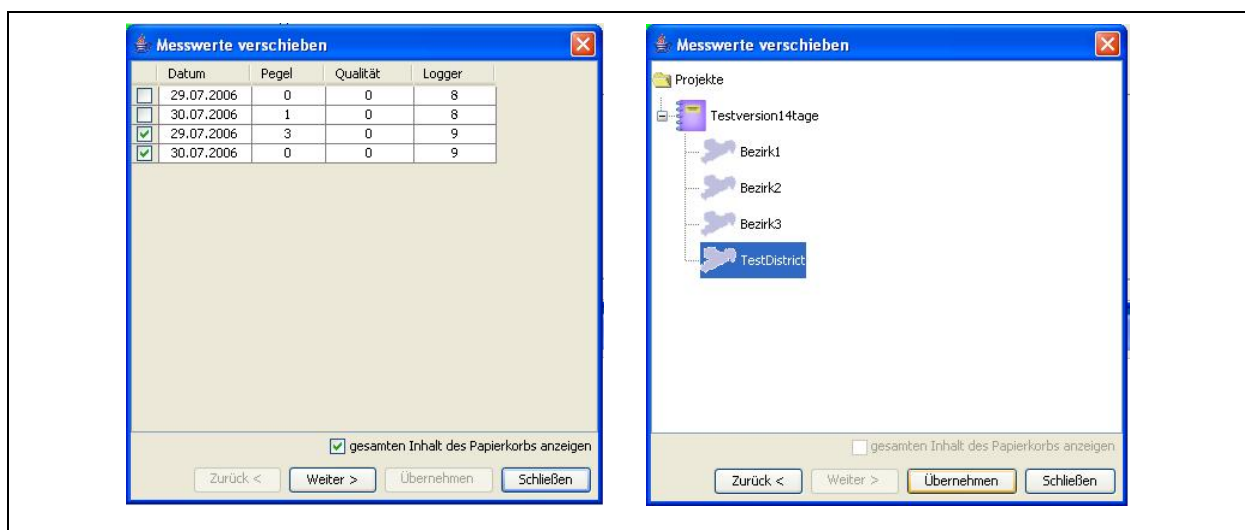 Messwerte verschieben
Datum Pegel Qualität Logger
29.07.2006 0 0 8
30.07.2006 1 0 8
29.07.2006 3 0 9
30.07.2006 0 0 9
gesamten Inhalt des Papierkorbs anzeigen
Zurück < Weiter > Übernehmen Schließen
Messwerte verschieben
Projekte
Testversion14tage
Bezirk1
Bezirk2
Bezirk3
TestDistrict
gesamten Inhalt des Papierkorbs anzeigen
Zurück < Weiter > Übernehmen Schließen